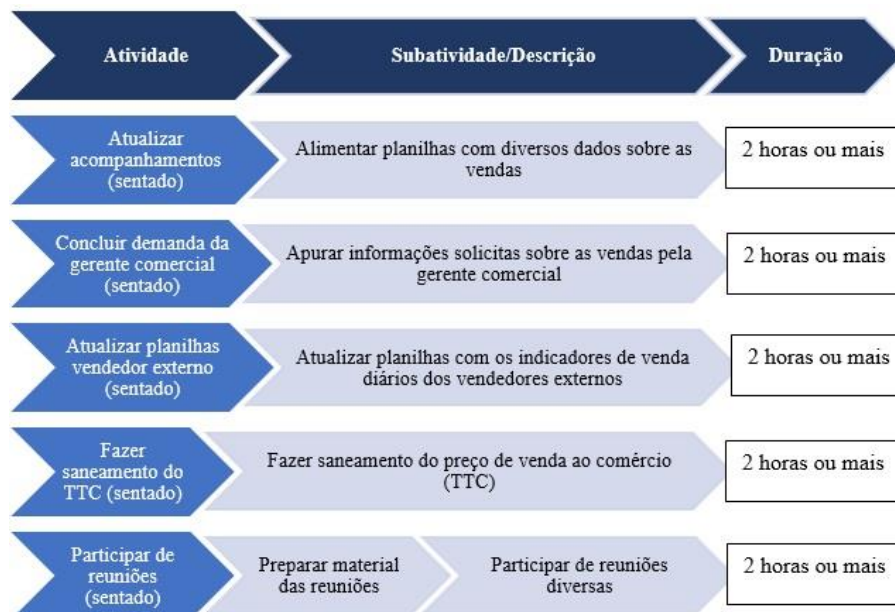 Atividade
Subatividade/Descrição
Duração
Atualizar
acompanhamentos
(sentado)
Alimentar planilhas com diversos dados sobre as
vendas
2 horas ou mais
Concluir demanda da
gerente comercial
(sentado)
Apurar informações solicitas sobre as vendas pela
gerente comercial
2 horas ou mais
Atualizar planilhas
vendedor externo
(sentado)
Atualizar planilhas com os indicadores de venda
diários dos vendedores externos
2 horas ou mais
Fazer
saneamento do
TTC (sentado)
Fazer saneamento do preço de venda ao comércio
(TTC)
2 horas ou mais
Participar de
reuniões
(sentado)
Preparar material
das reuniões
Participar de reuniões
diversas
2 horas ou mais